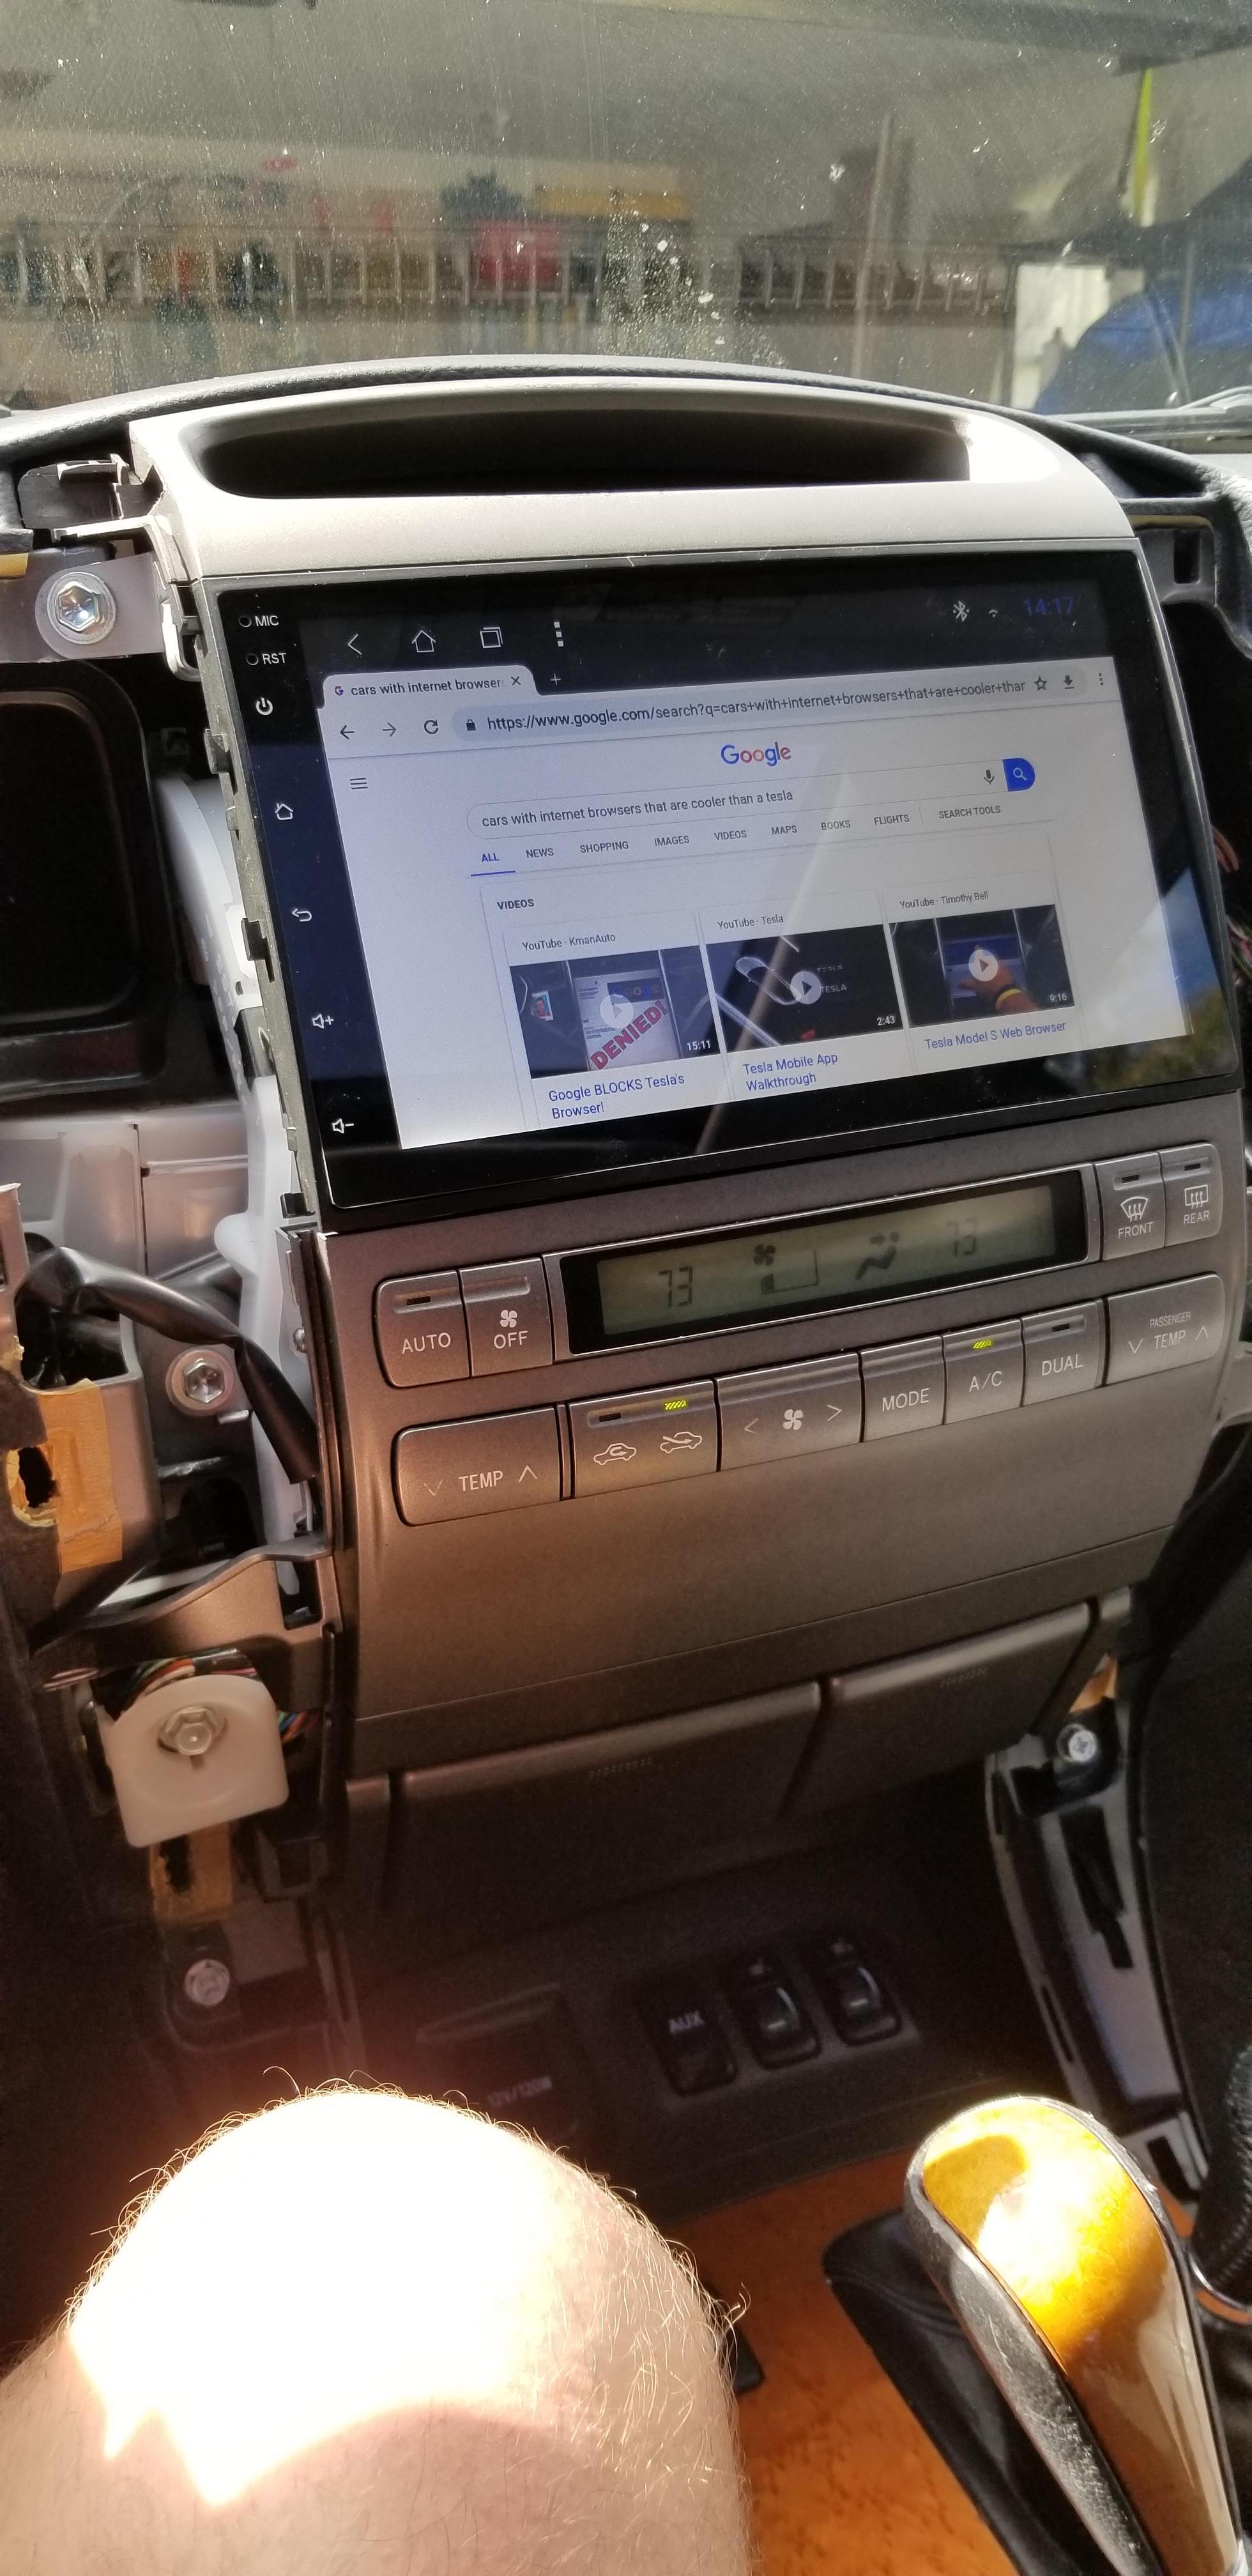 MIC
RST
14:17
G cars with internet browser
https://www.google.com/search?q=cars+with+internet+browsers+that+are+cooler+thar
Google
cars with internet browsers that are cooler than a tesla
ALL NEWS SHOPPING IMAGES VIDEOS MAPS BOOKS FLIGHTS SEARCH TOOLS
VIDEOS
YouTube · KmanAuto
YouTube · Tesla
YouTube · Timothy Bell
DENIED!
TESLA
15:11
2:43
9:16
Google BLOCKS Tesla's
Browser!
Tesla Mobile App
Walkthrough
Tesla Model S Web Browser
FRONT
REAR
73
73
AUTO
OFF
PASSENGER
TEMP
TEMP
MODE
A/C
DUAL
AUX